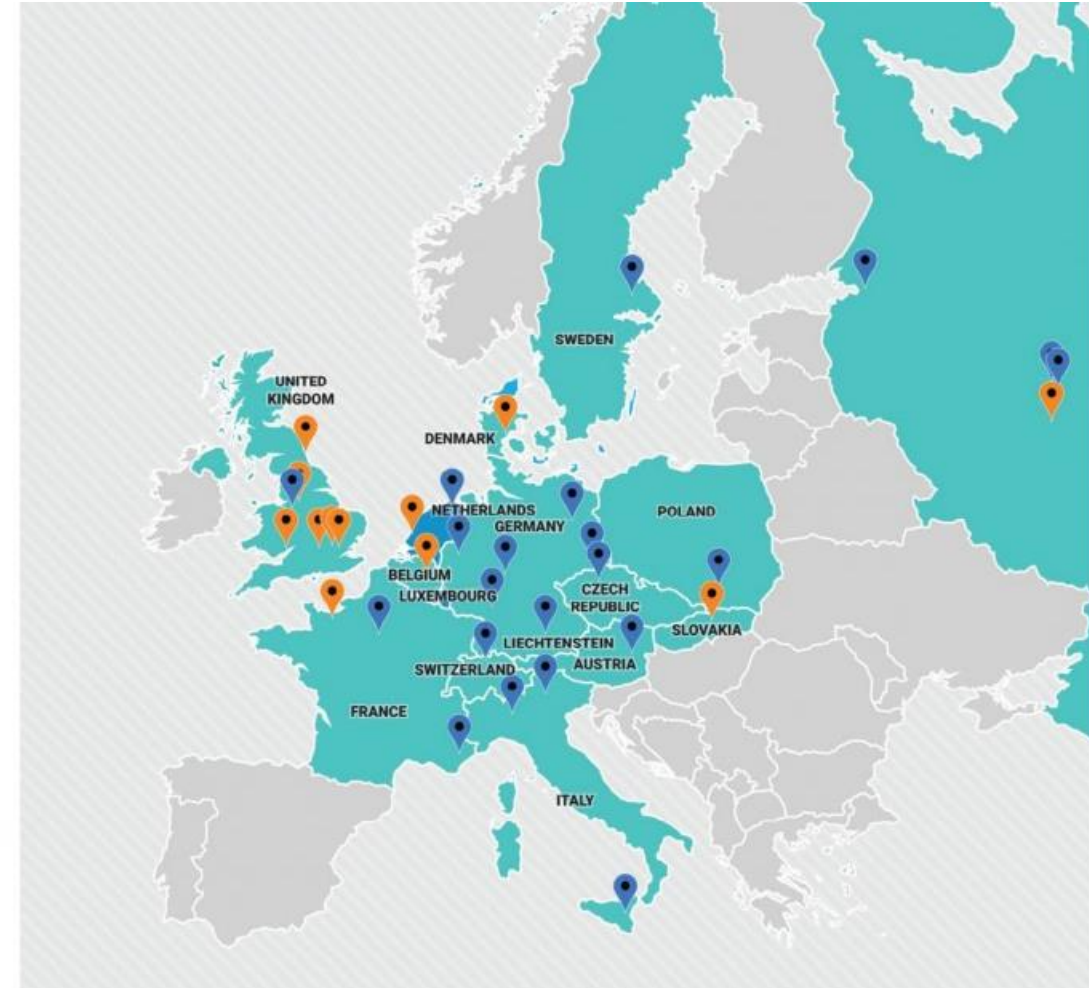 SWEDEN
UNITED
KINGDOM
DENMARK
NETHERLANDS
POLAND
GERMANY
BELGIUM
CZECH
LUXEMBOURG
REPUBLIC
SLOVAKIA
LIECHTENSTEIN
AUSTRIA
SWITZERLAND
FRANCE
ITALY